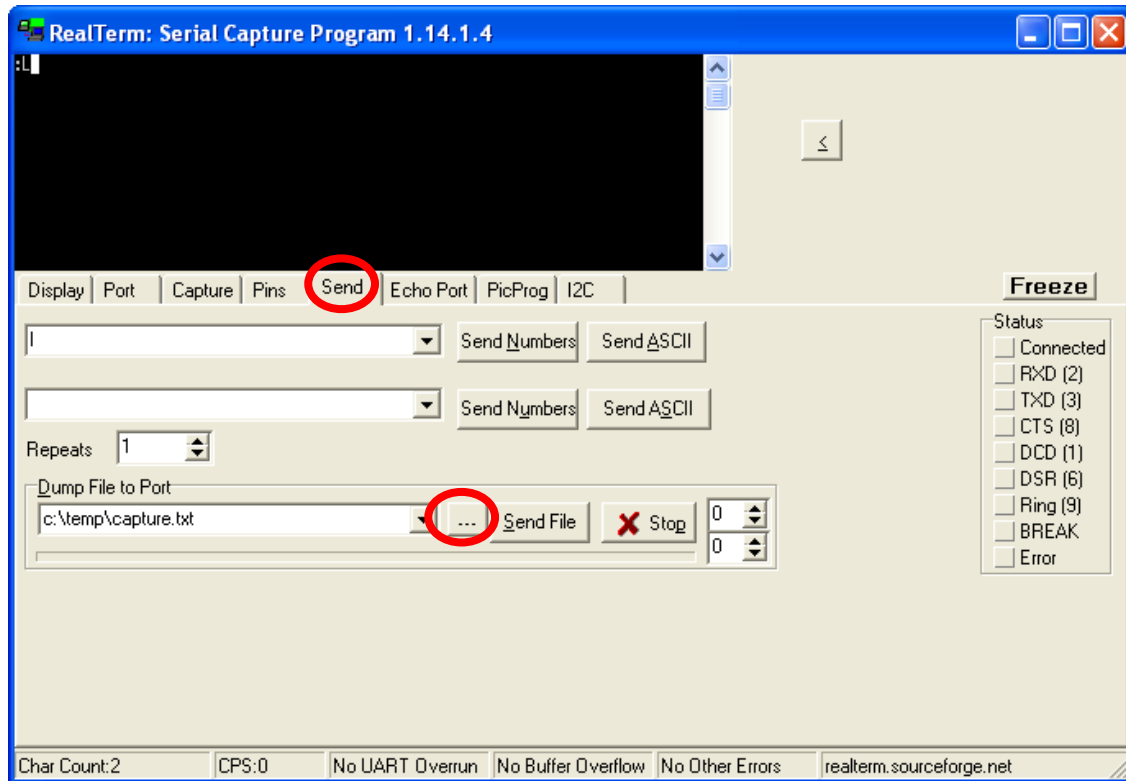 RealTerm: Serial Capture Program 1.14.1.4
:L
<
Display Port Capture Pins Send Echo Port PicProg I2C Freeze
l Send Numbers Send ASCII
Send Numbers Send ASCII
Repeats 1
Dump File to Port
c:\temp\capture.txt ... Send File Stop 0
0
Status
Connected
RXD (2)
TXD (3)
CTS (8)
DCD (1)
DSR (6)
Ring (9)
BREAK
Error
Char Count:2 CPS:0 No UART Overrun No Buffer Overflow No Other Errors realterm.sourceforge.net